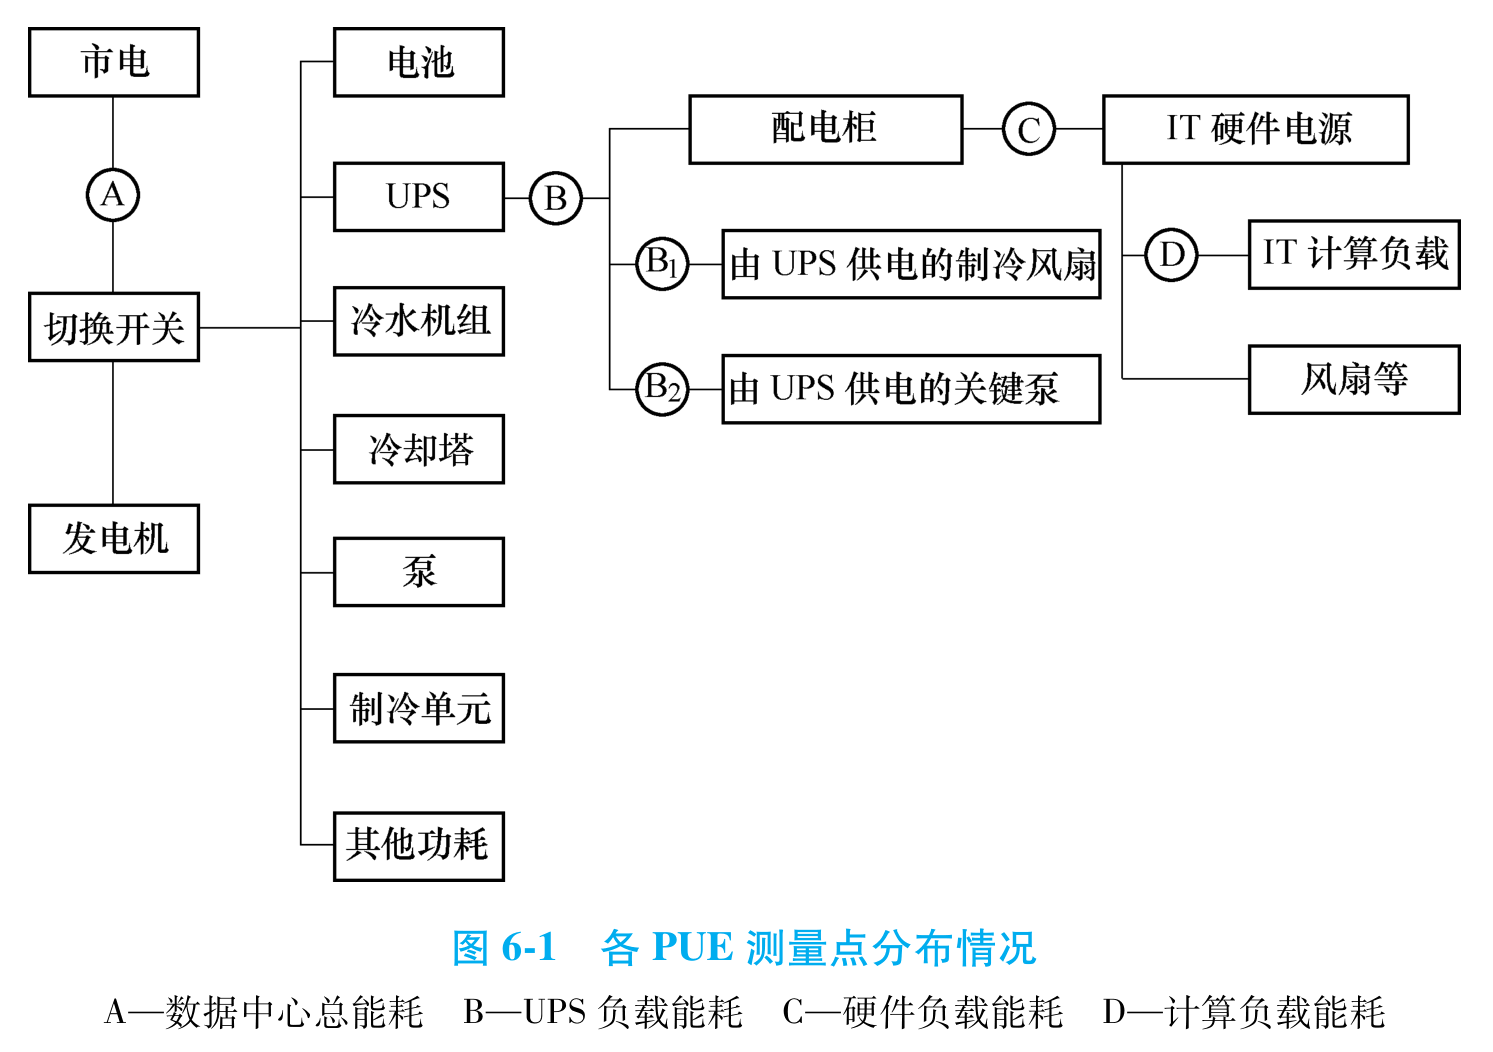 市电
A
切换开关
发电机
电池
UPS
冷水机组
冷却塔
泵
制冷单元
其他功耗
B
配电柜
C
IT 硬件电源
B1
由 UPS 供电的制冷风扇
B2
由 UPS 供电的关键泵
D
IT 计算负载
风扇等
图 6-1 各 PUE 测量点分布情况
A—数据中心总能耗 B—UPS 负载能耗 C—硬件负载能耗 D—计算负载能耗